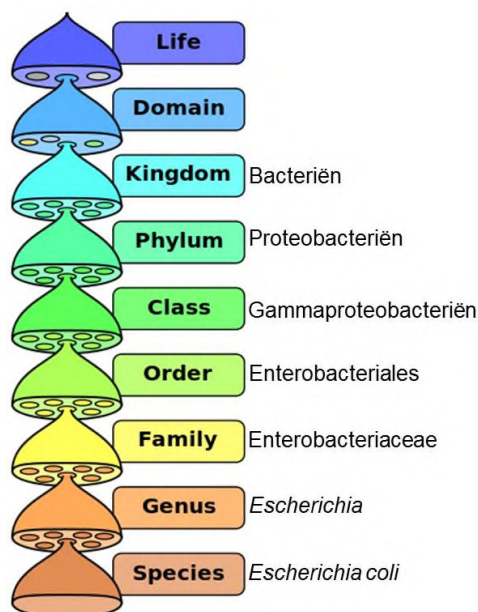 Life
Domain
Kingdom Bacteriën
Phylum Proteobacteriën
Class Gammaproteobacteriën
Order Enterobacteriales
Family Enterobacteriaceae
Genus Escherichia
Species Escherichia coli